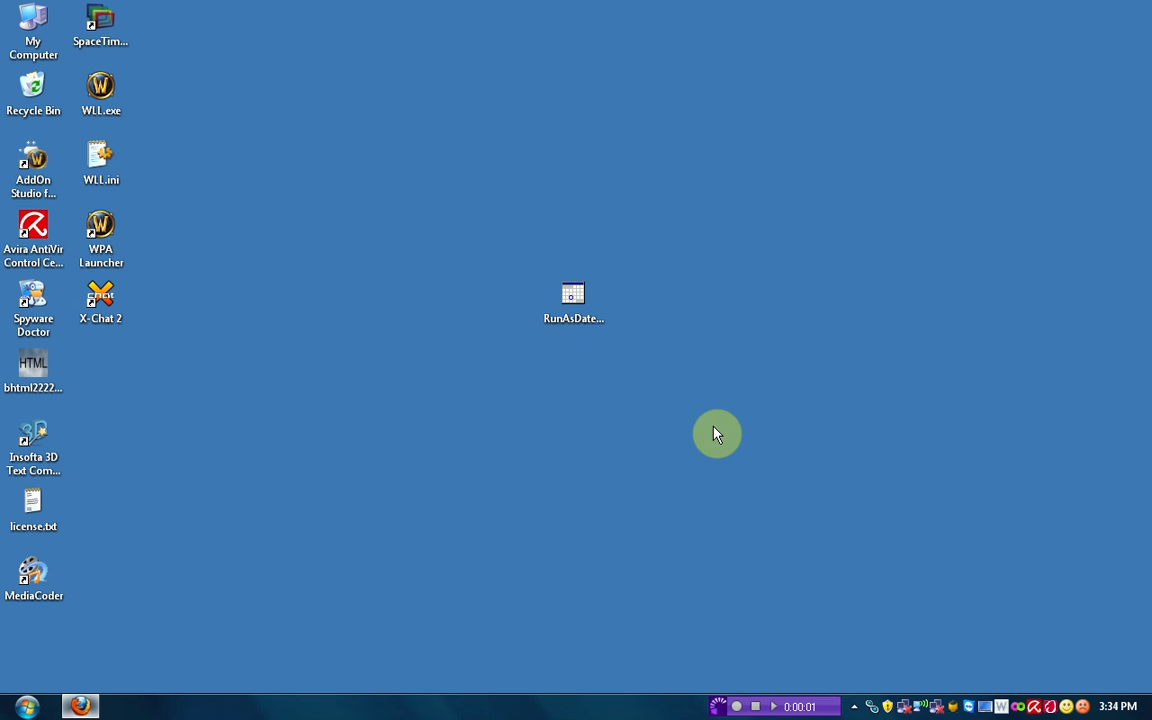 My
Computer
SpaceTim...
Recycle Bin
WLL.exe
AddOn
Studio f...
WLL.ini
Avira AntiVir
Control Ce...
WPA
Launcher
Spyware
Doctor
X-Chat 2
RunAsDate...
HTML
bhtml2222...
Insofta 3D
Text Com...
license.txt
MediaCoder
0:00:01
3:34 PM